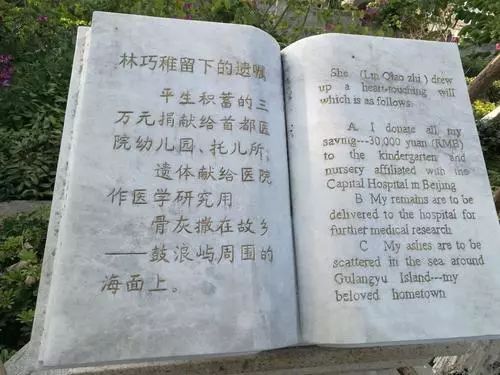 林巧稚留下的遗嘱
平生积蓄的三
万元捐献给首都医
院幼儿园、托儿所;
遗体献给医院
作医学研究用
骨灰撒在故乡
——鼓浪屿周围的
海面上。
She (Lin Qiao zhi) drew
up a heart-touching will
which is as follows:
A I donate all my
saving---30,000 yuan (RMB)
to the kindergarten and
nursery affiliated with the
Capital Hospital in Beijing
B My remains are to be
delivered to the hospital for
further medical research
C My ashes are to be
scattered in the sea around
Gulangyu Island---my
beloved hometown